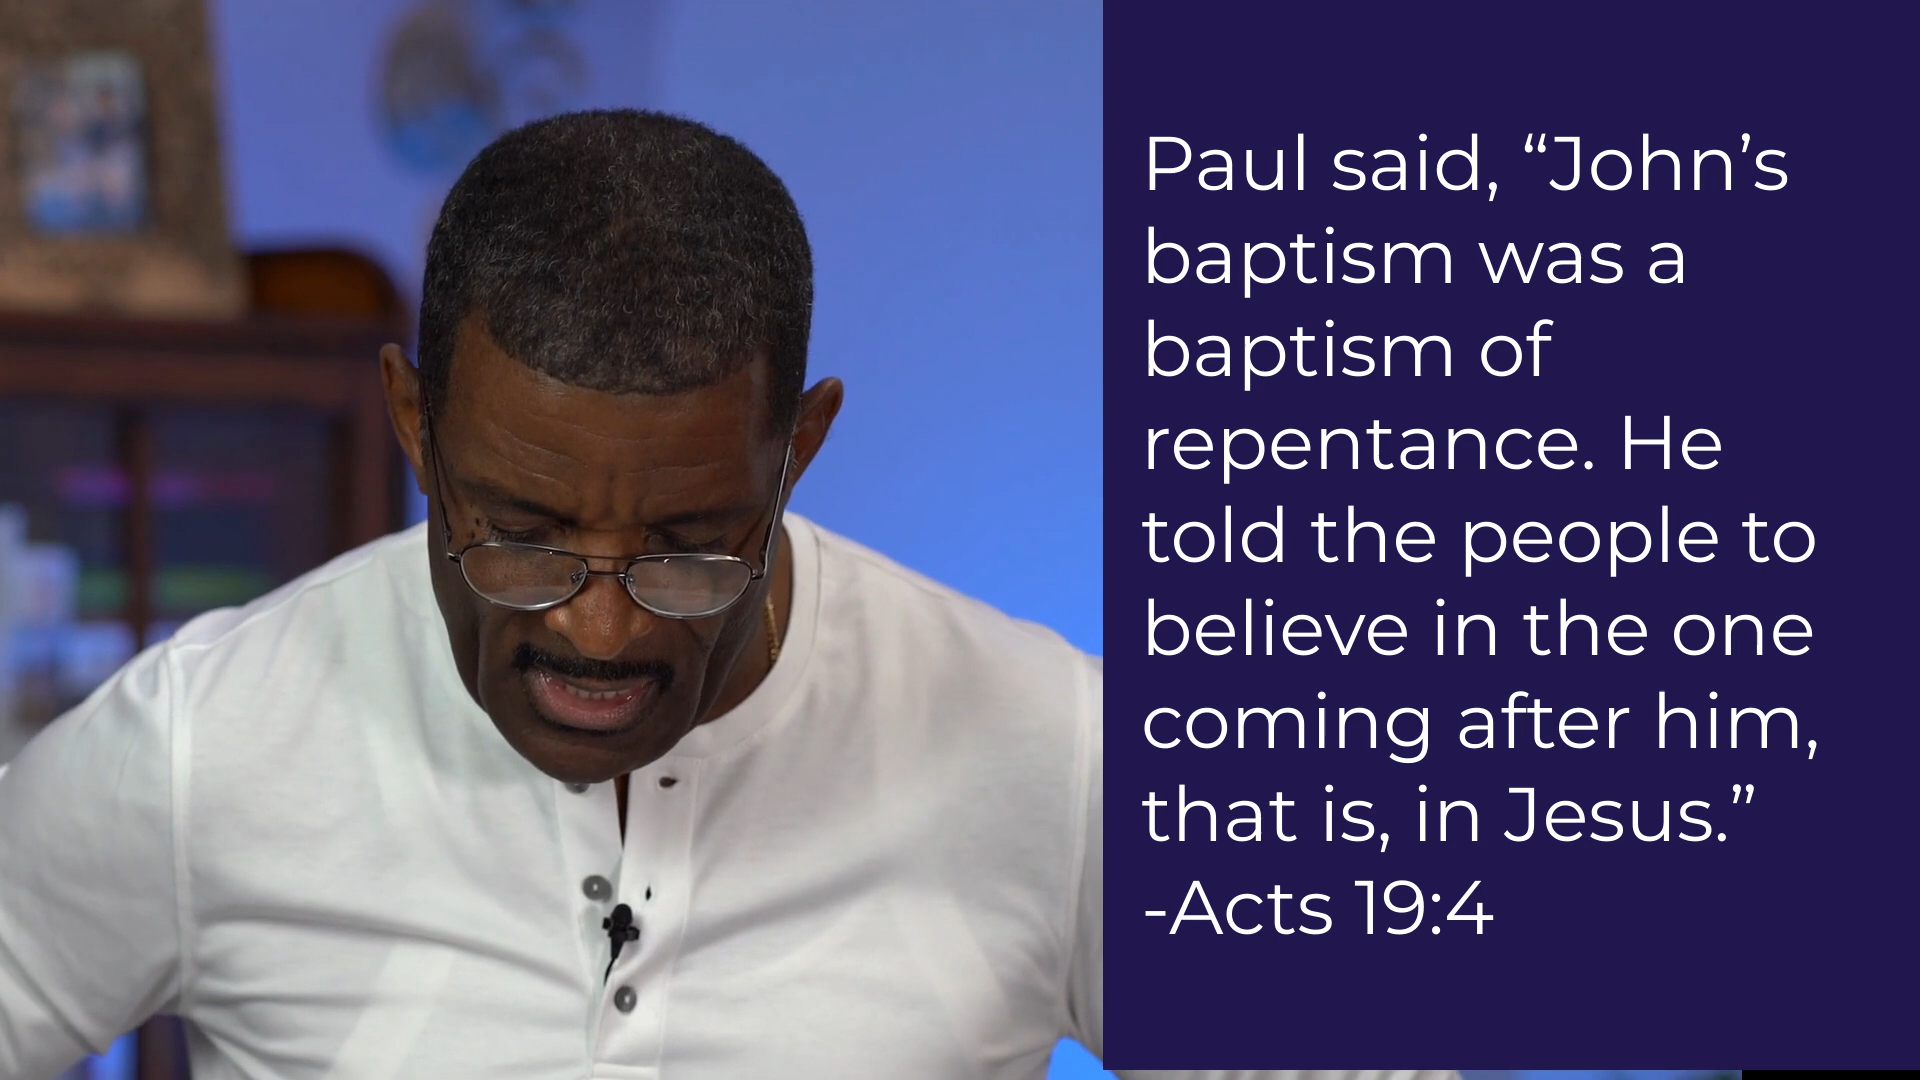 Paul said, “John’s
baptism was a
baptism of
repentance. He
told the people to
believe in the one
coming after him,
that is, in Jesus.”
-Acts 19:4